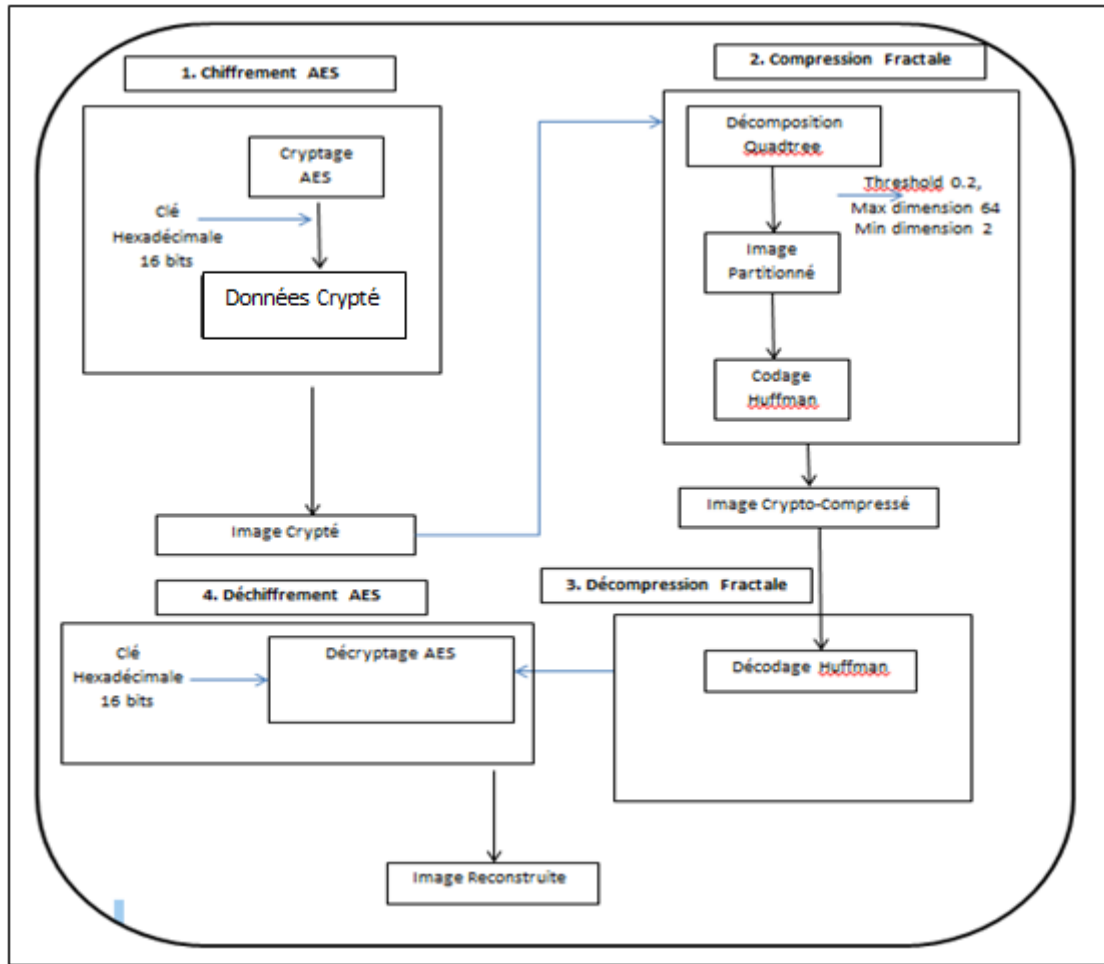 1. Chiffrement AES
Cryptage
AES
Clé
Hexadécimale
16 bits
Données Crypté
Image Crypté
2. Compression Fractale
Décomposition
Quadtree
Threshold 0.2,
Max dimension 64
Min dimension 2
Image
Partitionné
Codage
Huffman
Image Crypto-Compressé
3. Décompression Fractale
Décodage Huffman
4. Déchiffrement AES
Clé
Hexadécimale
16 bits
Décryptage AES
Image Reconstruite